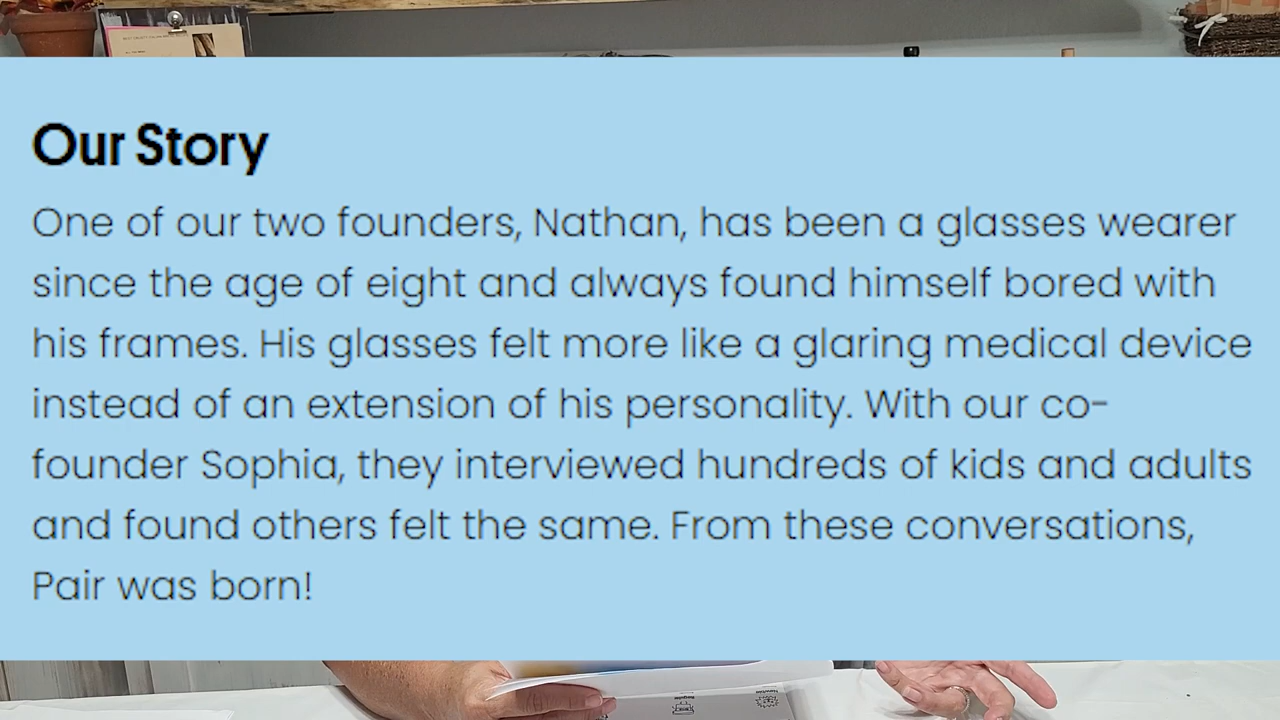 Our Story
One of our two founders, Nathan, has been a glasses wearer
since the age of eight and always found himself bored with
his frames. His glasses felt more like a glaring medical device
instead of an extension of his personality. With our co-
founder Sophia, they interviewed hundreds of kids and adults
and found others felt the same. From these conversations,
Pair was born!